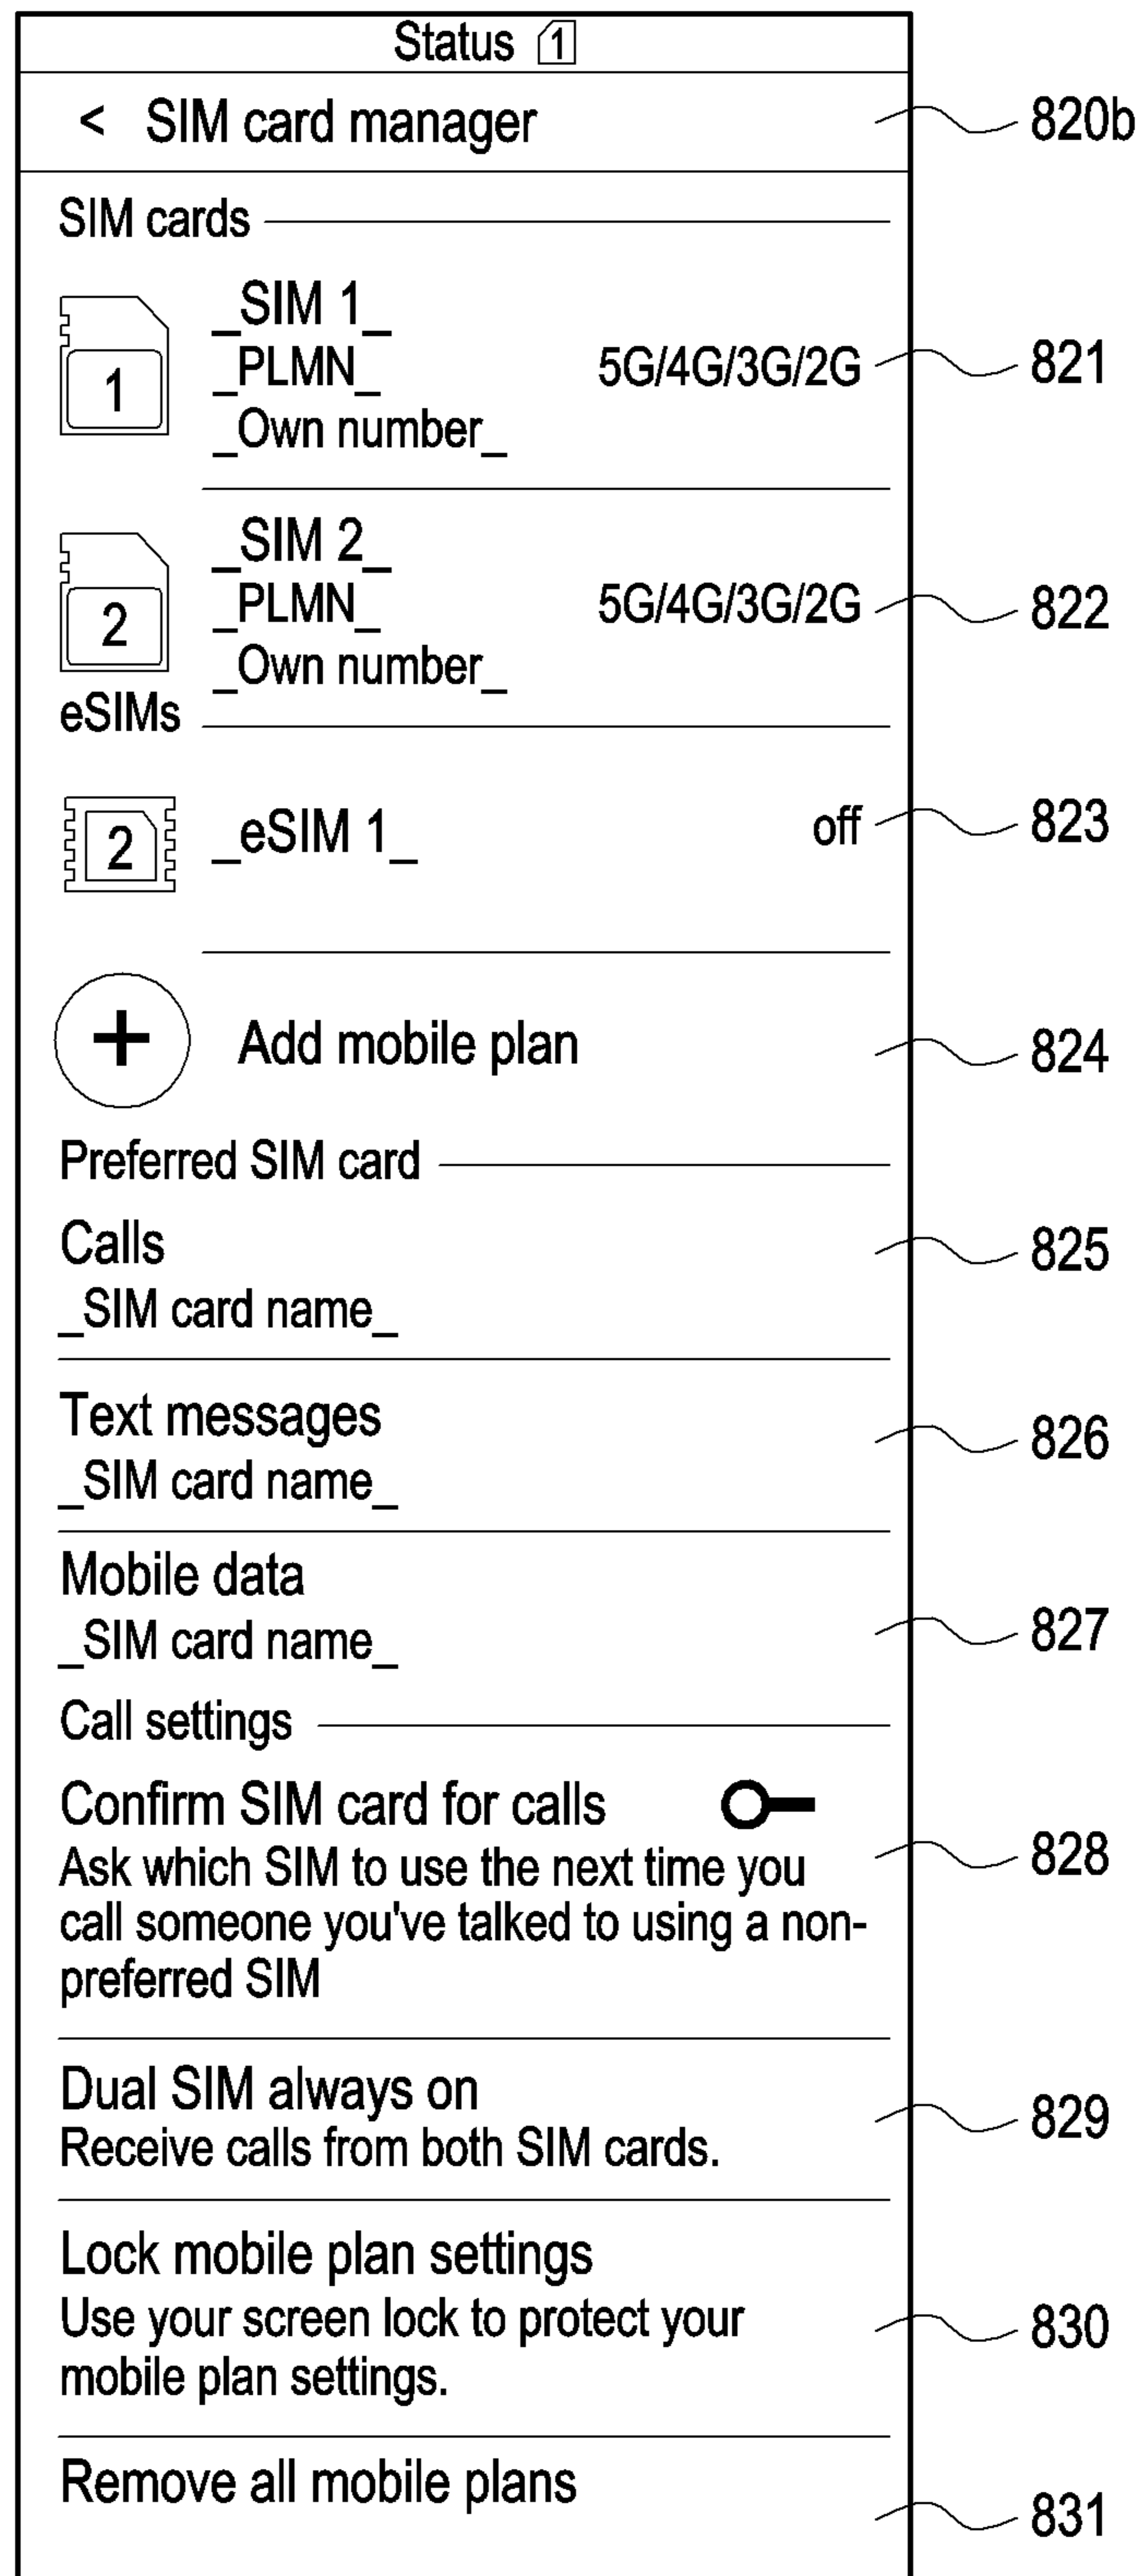 Status 1
< SIM card manager 820b
SIM cards
_SIM 1_
1 _PLMN_ 5G/4G/3G/2G 821
_Own number_
_SIM 2_
2 _PLMN_ 5G/4G/3G/2G 822
_Own number_
eSIMs
2 _eSIM 1_ off 823
+ Add mobile plan 824
Preferred SIM card
Calls 825
_SIM card name_
Text messages 826
_SIM card name_
Mobile data
_SIM card name_ 827
Call settings
Confirm SIM card for calls
Ask which SIM to use the next time you 828
call someone you've talked to using a non-
preferred SIM
Dual SIM always on 829
Receive calls from both SIM cards.
Lock mobile plan settings
Use your screen lock to protect your 830
mobile plan settings.
Remove all mobile plans
831